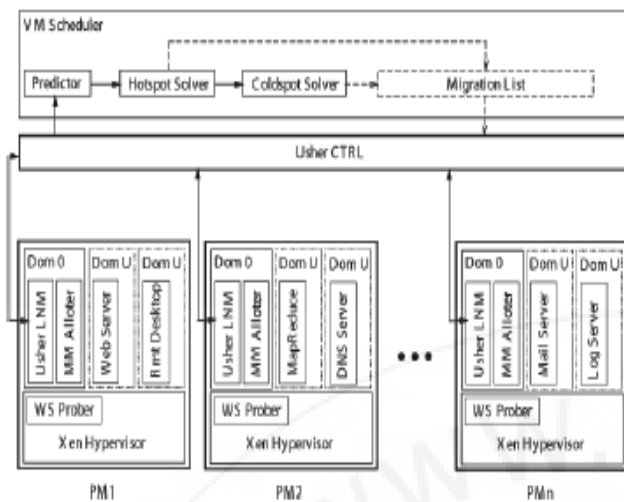 VM Scheduler
Predictor
Hotspot Solver
Coldspot Solver
Migration List
Usher CTRL
Dom 0
Dom U
Dom U
Usher LNM
MM Alloter
Web Server
Rmt Desktop
WS Prober
Xen Hypervisor
PM1
Dom 0
Dom U
Dom U
Usher LNM
MM Alloter
MapReduce
DNS Server
WS Prober
Xen Hypervisor
PM2
•••
Dom 0
Dom U
Dom U
Usher LNM
MM Alloter
Mail Server
Log Server
WS Prober
Xen Hypervisor
PMn
www.